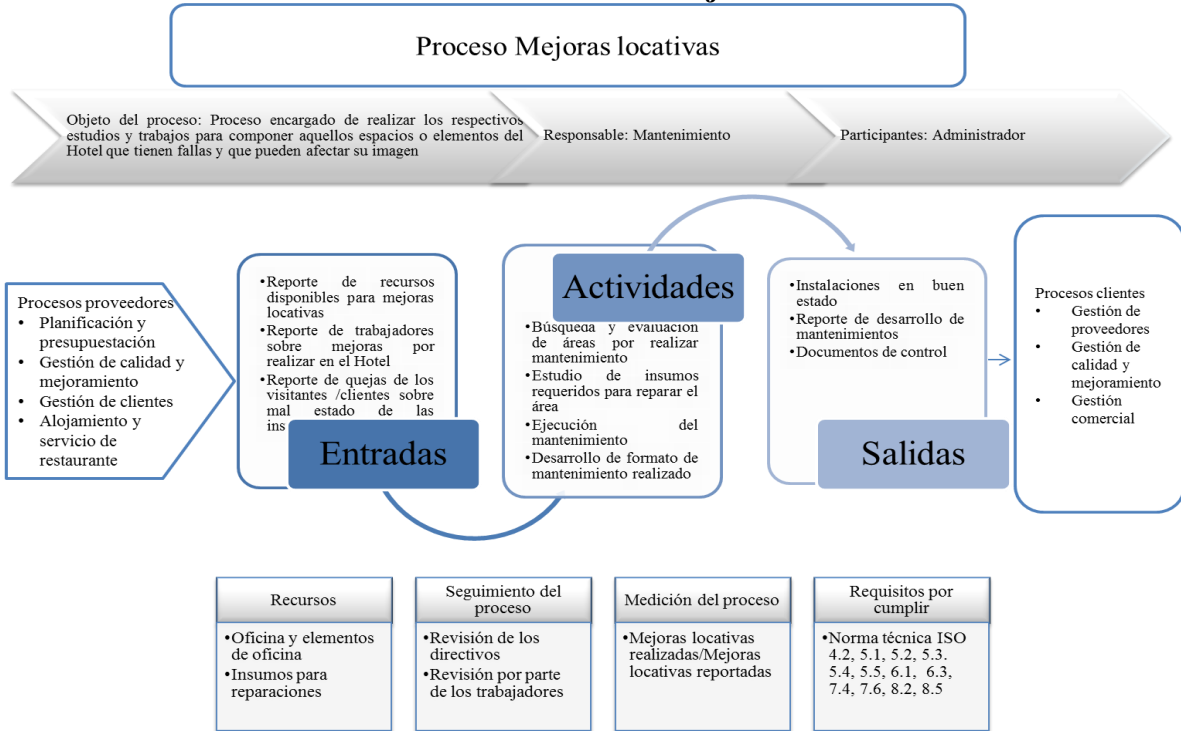 Proceso Mejoras locativas
Objeto del proceso: Proceso encargado de realizar los respectivos
estudios y trabajos para componer aquellos espacios o elementos del
Hotel que tienen fallas y que pueden afectar su imagen
Responsable: Mantenimiento
Participantes: Administrador
Procesos proveedores
• Planificación y
presupuestación
• Gestión de calidad y
mejoramiento
• Gestión de clientes
• Alojamiento y
servicio de
restaurante
•Reporte de recursos
disponibles para mejoras
locativas
•Reporte de trabajadores
sobre mejoras por
realizar en el Hotel
•Reporte de quejas de los
visitantes /clientes sobre
mal estado de las
Entradas
Actividades
•Búsqueda y evaluación
de áreas por realizar
mantenimiento
•Estudio de insumos
requeridos para reparar el
área
•Ejecución del
mantenimiento
•Desarrollo de formato de
mantenimiento realizado
•Instalaciones en buen
estado
•Reporte de desarrollo de
mantenimientos
•Documentos de control
Salidas
Procesos clientes
• Gestión de
proveedores
• Gestión de
calidad y
mejoramiento
• Gestión
comercial
Recursos
•Oficina y elementos
de oficina
•Insumos para
reparaciones
Seguimiento del
proceso
•Revisión de los
directivos
•Revisión por parte
de los trabajadores
Medición del proceso
•Mejoras locativas
realizadas/Mejoras
locativas reportadas
Requisitos por
cumplir
•Norma técnica ISO
4.2, 5.1, 5.2, 5.3.
5.4, 5.5, 6.1, 6.3,
7.4, 7.6, 8.2, 8.5